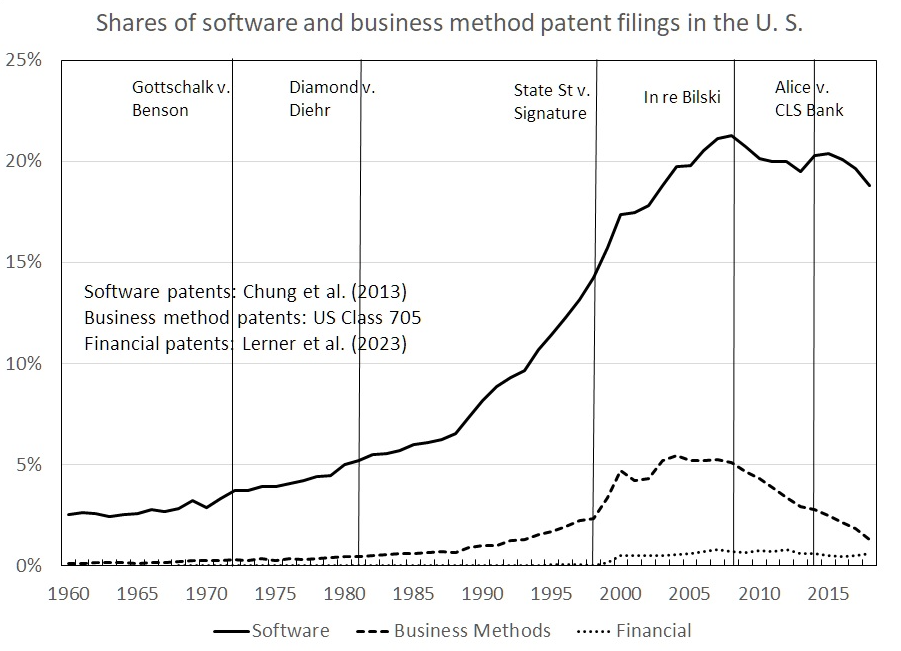 Shares of software and business method patent filings in the U. S.
25%
Gottschalk v.
Benson
Diamond v.
Diehr
State St v.
Signature
In re Bilski
Alice v.
CLS Bank
20%
15%
Software patents: Chung et al. (2013)
Business method patents: US Class 705
Financial patents: Lerner et al. (2023)
10%
5%
0%
1960 1965 1970 1975 1980 1985 1990 1995 2000 2005 2010 2015
Software Business Methods Financial